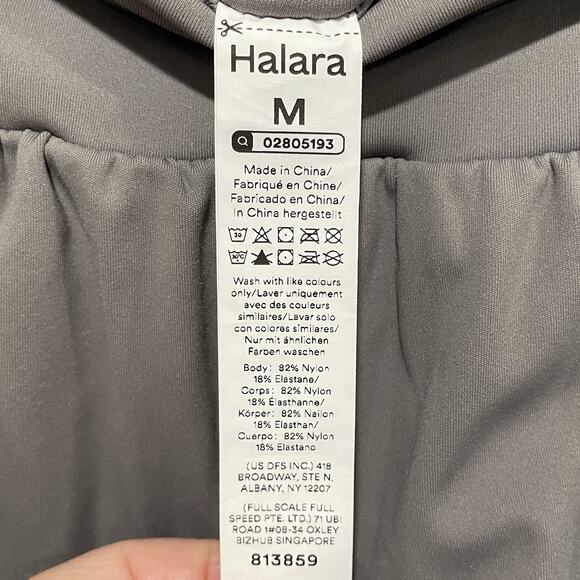 Halara
M
02805193
Made in China/
Fabriqué en Chine/
Fabricado en China/
In China hergestellt
30
30°C
Wash with like colours
only/Laver uniquement
avec des couleurs
similaires/Lavar solo
con colores similares/
Nur mit ähnlichen
Farben waschen
Body: 82% Nylon
18% Elastane/
Corps: 82% Nylon
18% Élasthanne/
Körper: 82% Nailon
18% Elasthan/
Cuerpo: 82% Nylon
18% Elastano
(US DFS INC.) 418
BROADWAY, STE N,
ALBANY, NY 12207
(FULL SCALE FULL
SPEED PTE. LTD.) 71 UBI
ROAD 1#08-34 OXLEY
BIZHUB SINGAPORE
813859